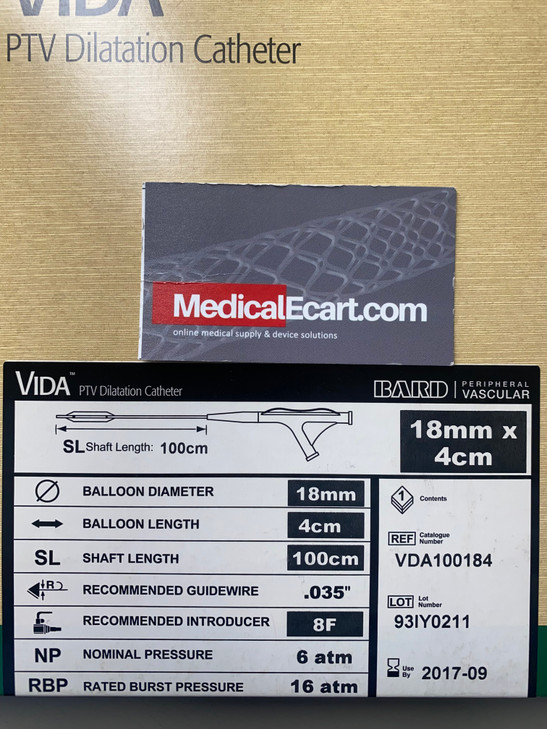 VIDA
PTV Dilatation Catheter
MedicalEcart.com
online medical supply & device solutions
VIDA™ PTV Dilatation Catheter
BARD | PERIPHERAL VASCULAR
SL Shaft Length: 100cm
18mm x
4cm
BALLOON DIAMETER 18mm
BALLOON LENGTH 4cm
SL SHAFT LENGTH 100cm
R RECOMMENDED GUIDEWIRE .035"
RECOMMENDED INTRODUCER 8F
NP NOMINAL PRESSURE 6 atm
RBP RATED BURST PRESSURE 16 atm
1 Contents
REF Catalogue Number
VDA100184
LOT Lot Number
93IY0211
Use By 2017-09